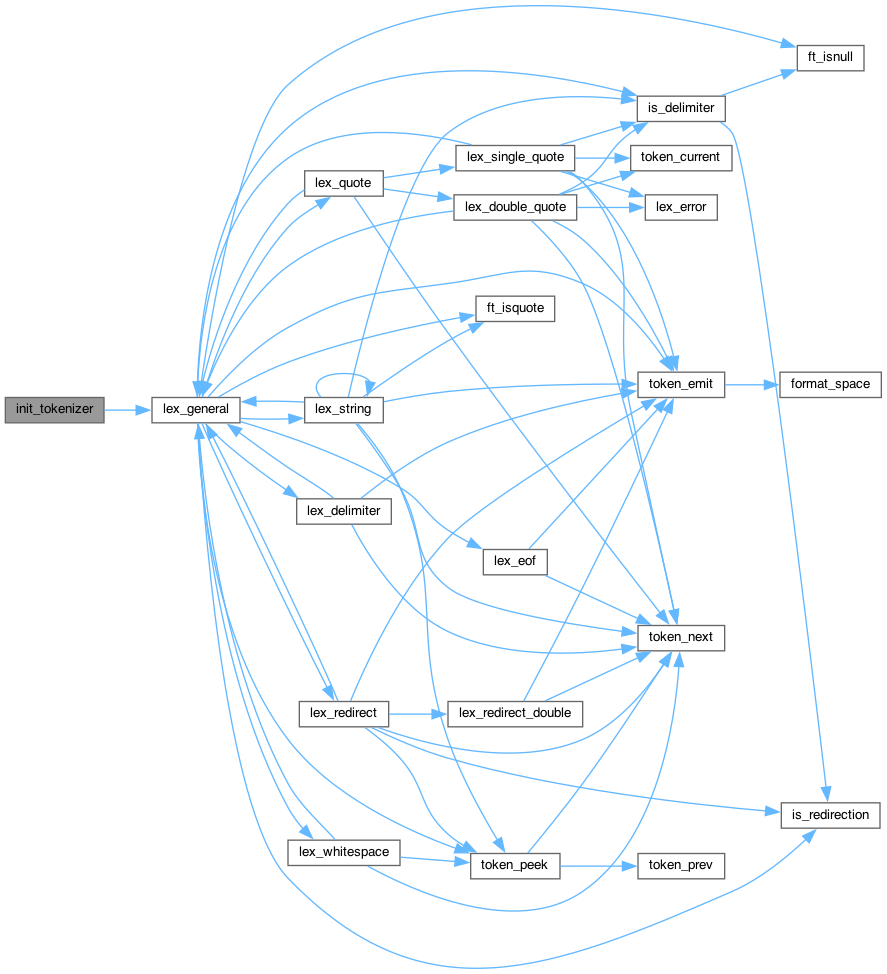 ft_isnull
is_delimiter
lex_single_quote
token_current
lex_quote
lex_double_quote
lex_error
ft_isquote
init_tokenizer
lex_general
lex_string
token_emit
format_space
lex_delimiter
lex_eof
token_next
lex_redirect
lex_redirect_double
is_redirection
lex_whitespace
token_peek
token_prev